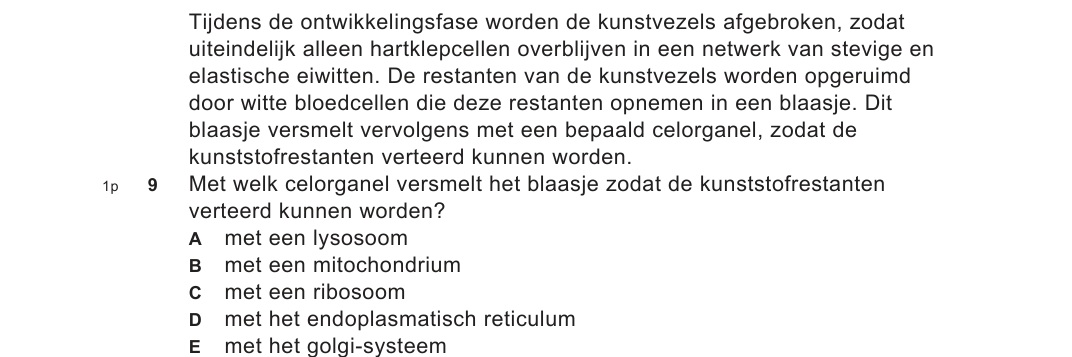 Tijdens de ontwikkelingsfase worden de kunstvezels afgebroken, zodat
uiteindelijk alleen hartklepcellen overblijven in een netwerk van stevige en
elastische eiwitten. De restanten van de kunstvezels worden opgeruimd
door witte bloedcellen die deze restanten opnemen in een blaasje. Dit
blaasje versmelt vervolgens met een bepaald celorganel, zodat de
kunststofrestanten verteerd kunnen worden.
1p 9 Met welk celorganel versmelt het blaasje zodat de kunststofrestanten
verteerd kunnen worden?
A met een lysosoom
B met een mitochondrium
C met een ribosoom
D met het endoplasmatisch reticulum
E met het golgi-systeem